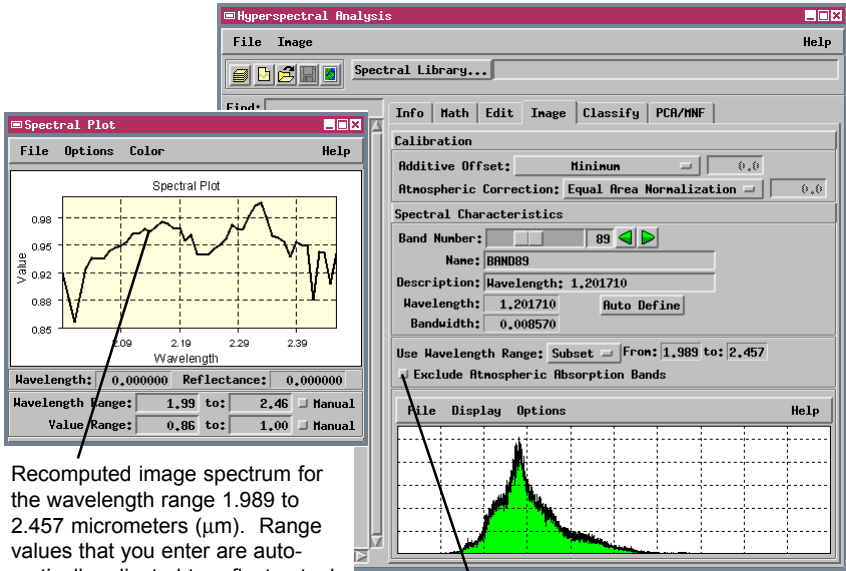 Hyperspectral Analysis
File Image Help
Spectral Library...
Find:
Info Math Edit Image Classify PCA/MNF
Calibration
Additive Offset: Minimum 0.0
Atmospheric Correction: Equal Area Normalization 0.0
Spectral Characteristics
Band Number: 89
Name: BAND89
Description: Wavelength: 1.201710
Wavelength: 1.201710 Auto Define
Bandwidth: 0.008570
Use Wavelength Range: Subset From: 1.989 to: 2.457
Exclude Atmospheric Absorption Bands
File Display Options Help
Spectral Plot
File Options Color Help
Spectral Plot
0.98
0.95
0.92
0.88
0.85
Value
2.09 2.19 2.29 2.39
Wavelength
Wavelength: 0.000000 Reflectance: 0.000000
Wavelength Range: 1.99 to: 2.46 Manual
Value Range: 0.86 to: 1.00 Manual
Recomputed image spectrum for
the wavelength range 1.989 to
2.457 micrometers (μm). Range
values that you enter are auto-